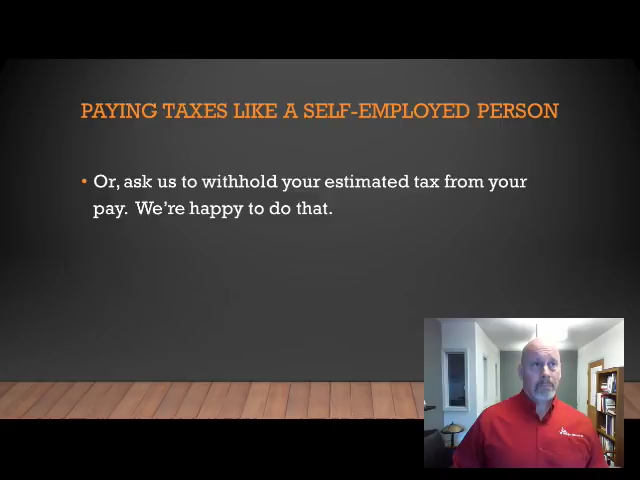 PAYING TAXES LIKE A SELF-EMPLOYED PERSON
• Or, ask us to withhold your estimated tax from your
pay. We're happy to do that.